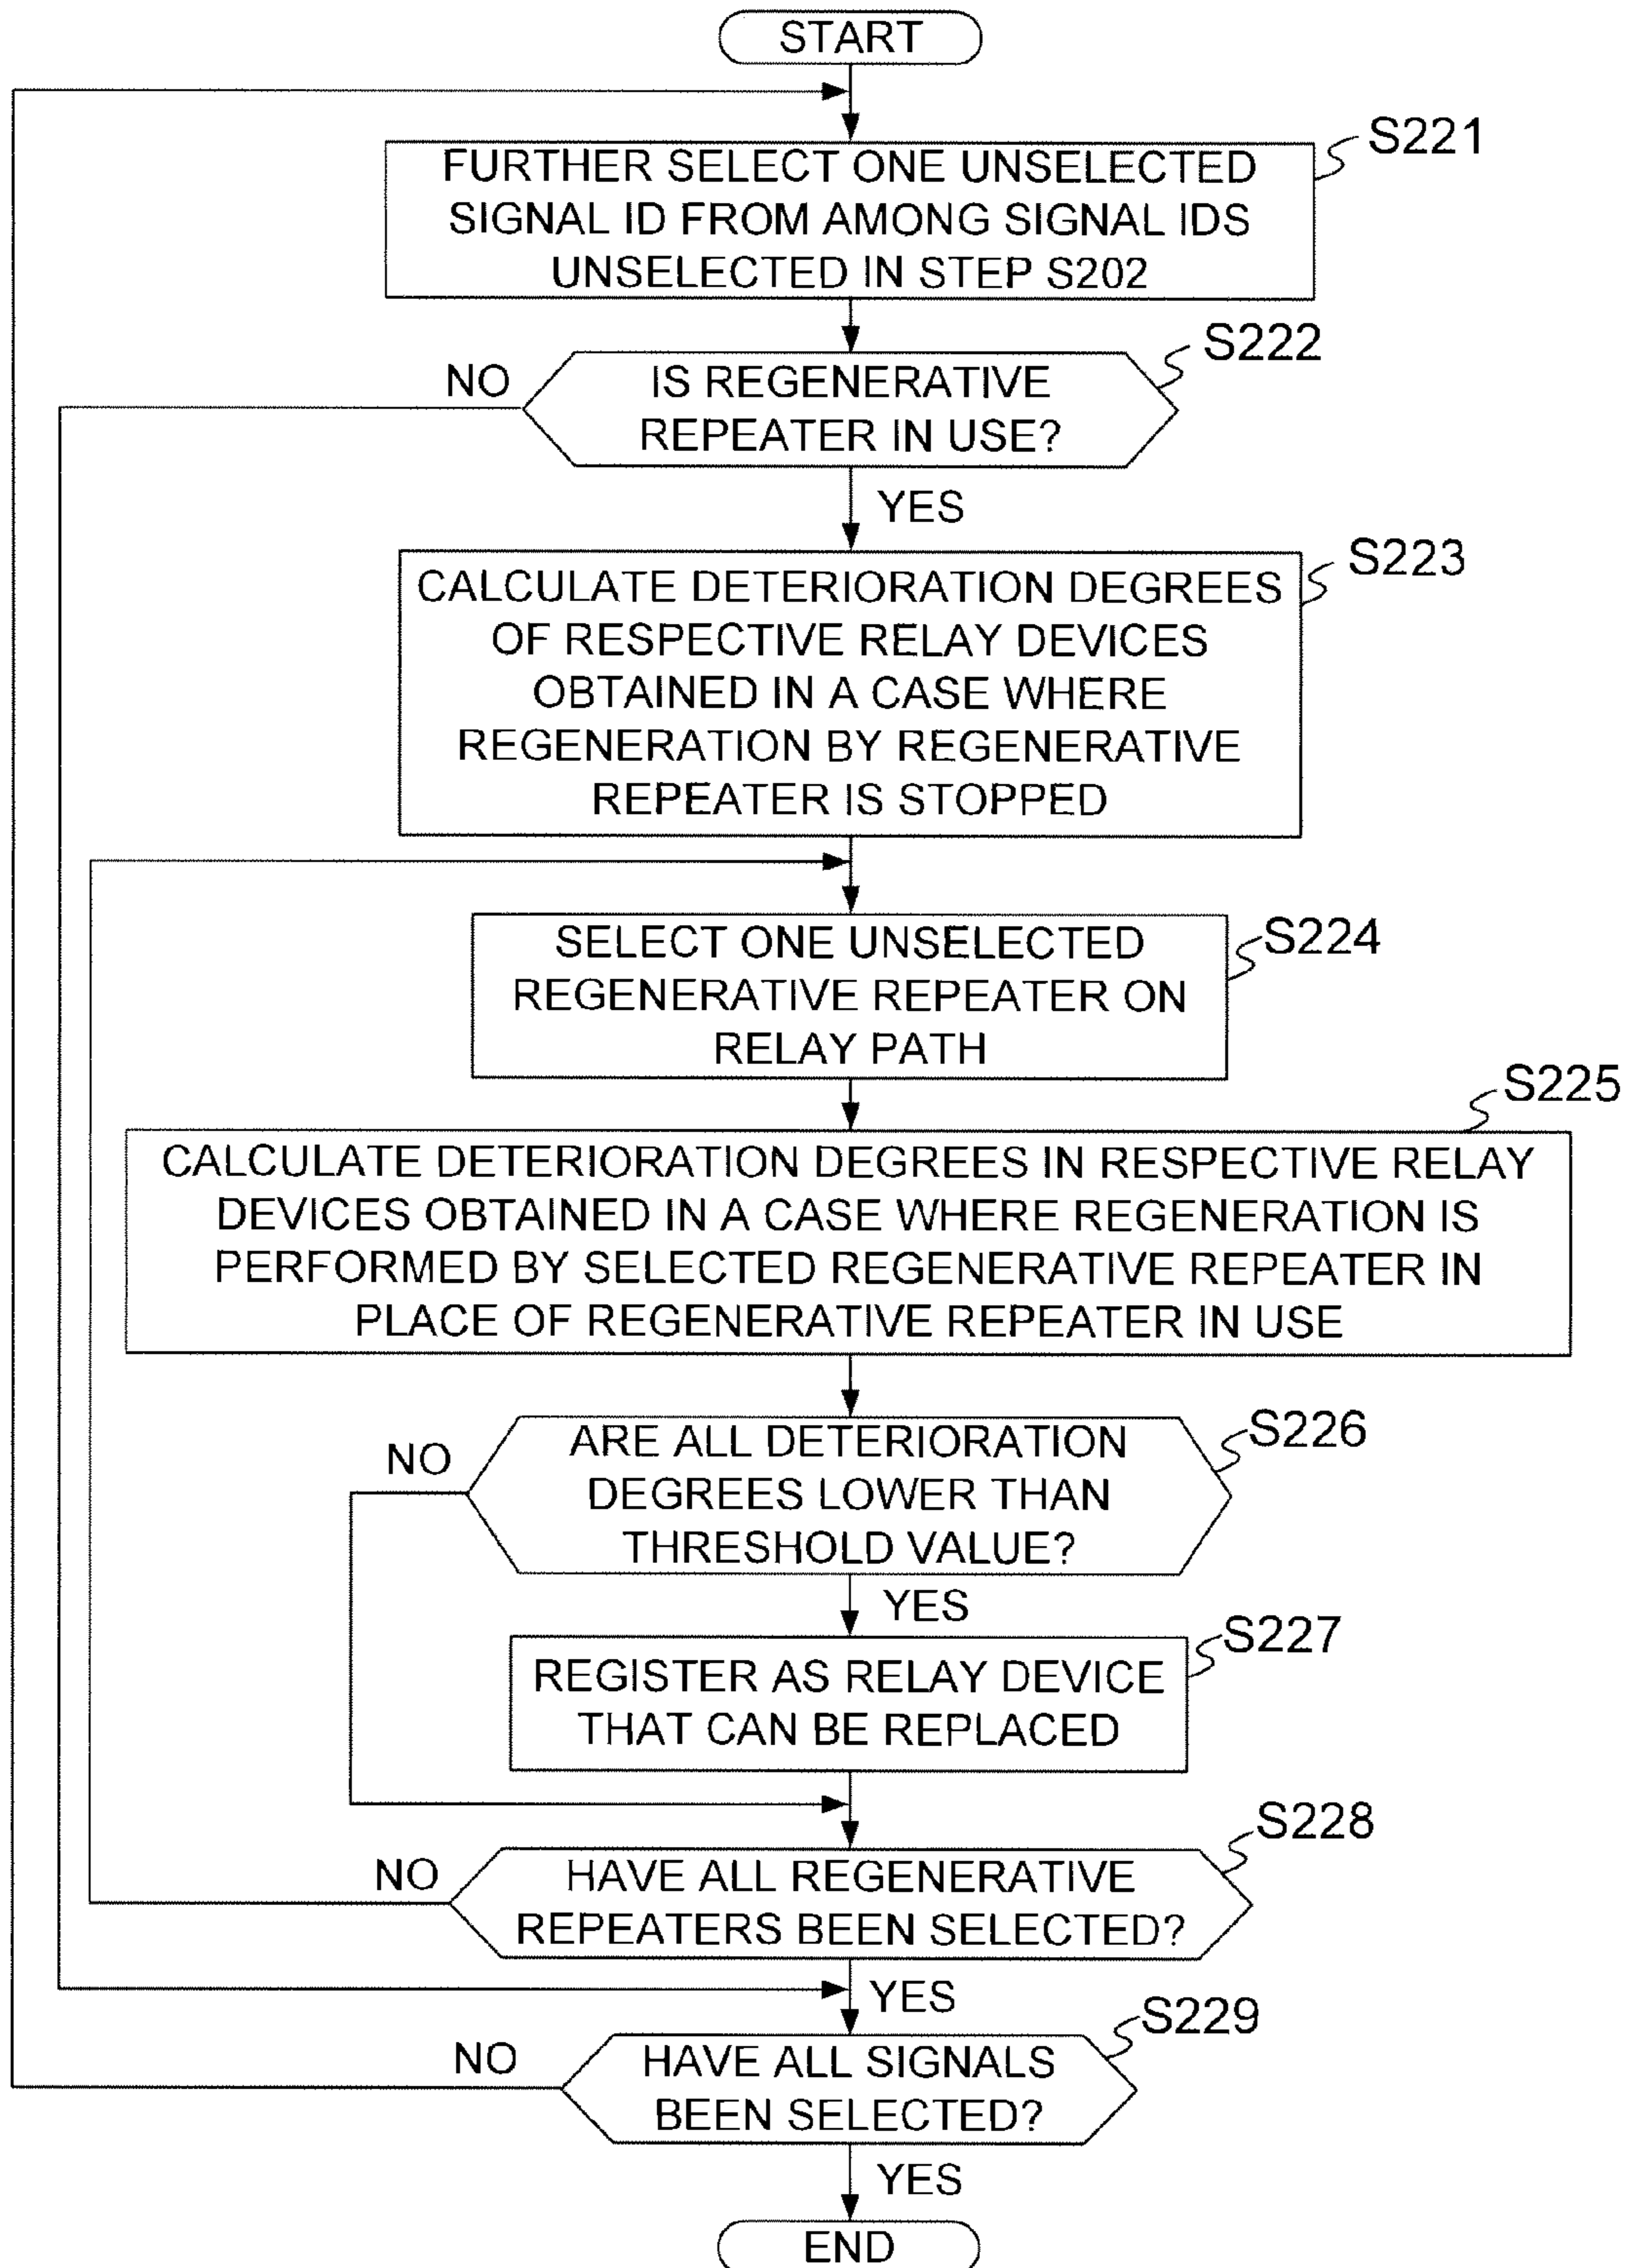 START
S221
FURTHER SELECT ONE UNSELECTED
SIGNAL ID FROM AMONG SIGNAL IDS
UNSELECTED IN STEP S202
S222
NO
IS REGENERATIVE
REPEATER IN USE?
YES
S223
CALCULATE DETERIORATION DEGREES
OF RESPECTIVE RELAY DEVICES
OBTAINED IN A CASE WHERE
REGENERATION BY REGENERATIVE
REPEATER IS STOPPED
S224
SELECT ONE UNSELECTED
REGENERATIVE REPEATER ON
RELAY PATH
S225
CALCULATE DETERIORATION DEGREES IN RESPECTIVE RELAY
DEVICES OBTAINED IN A CASE WHERE REGENERATION IS
PERFORMED BY SELECTED REGENERATIVE REPEATER IN
PLACE OF REGENERATIVE REPEATER IN USE
S226
NO
ARE ALL DETERIORATION
DEGREES LOWER THAN
THRESHOLD VALUE?
YES
S227
REGISTER AS RELAY DEVICE
THAT CAN BE REPLACED
S228
NO
HAVE ALL REGENERATIVE
REPEATERS BEEN SELECTED?
YES
S229
NO
HAVE ALL SIGNALS
BEEN SELECTED?
YES
END